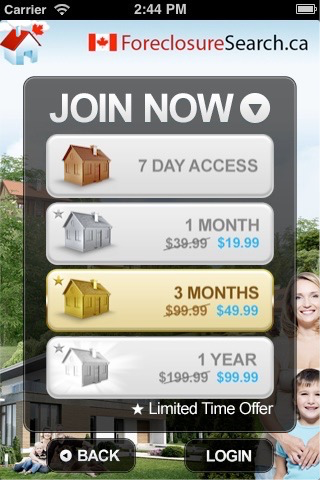 Carrier 2:44 PM
ForeclosureSearch.ca
JOIN NOW
7 DAY ACCESS
1 MONTH
$39.99 $19.99
3 MONTHS
$99.99 $49.99
1 YEAR
$199.99 $99.99
★ Limited Time Offer
BACK LOGIN